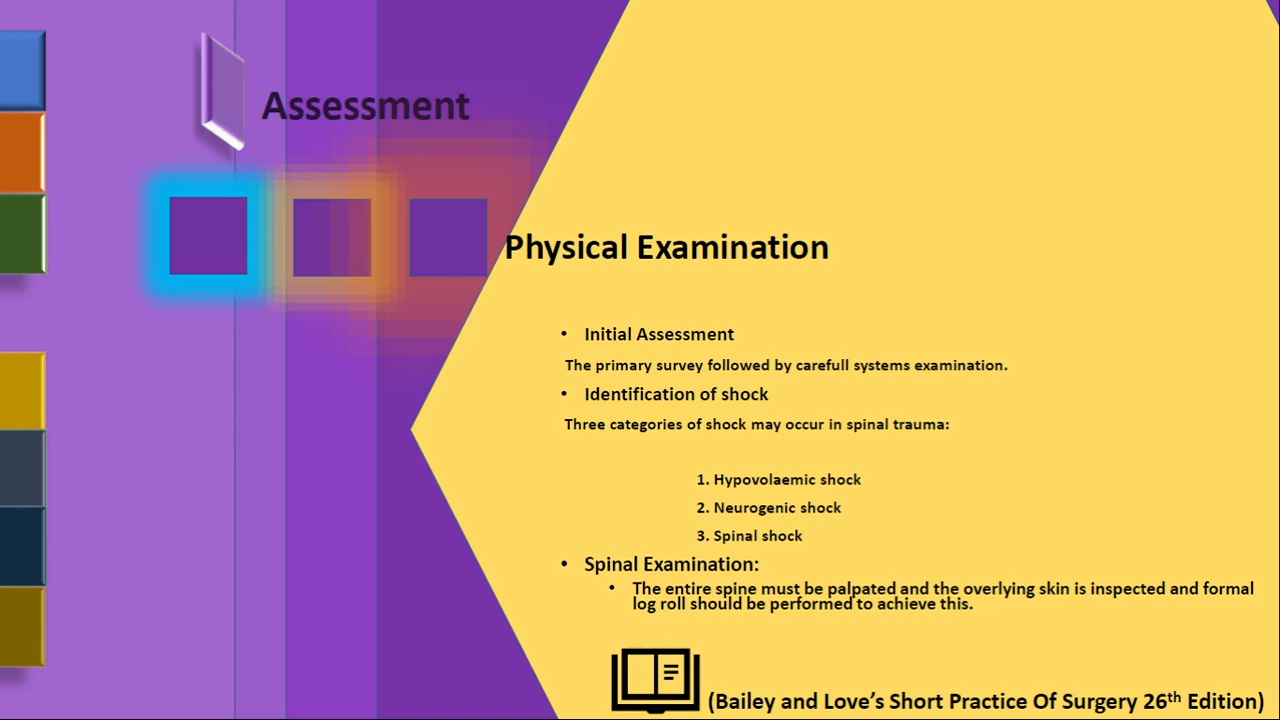 Assessment
Physical Examination
• Initial Assessment
The primary survey followed by carefull systems examination.
• Identification of shock
Three categories of shock may occur in spinal trauma:
1. Hypovolaemic shock
2. Neurogenic shock
3. Spinal shock
• Spinal Examination:
• The entire spine must be palpated and the overlying skin is inspected and formal
log roll should be performed to achieve this.
(Bailey and Love’s Short Practice Of Surgery 26th Edition)